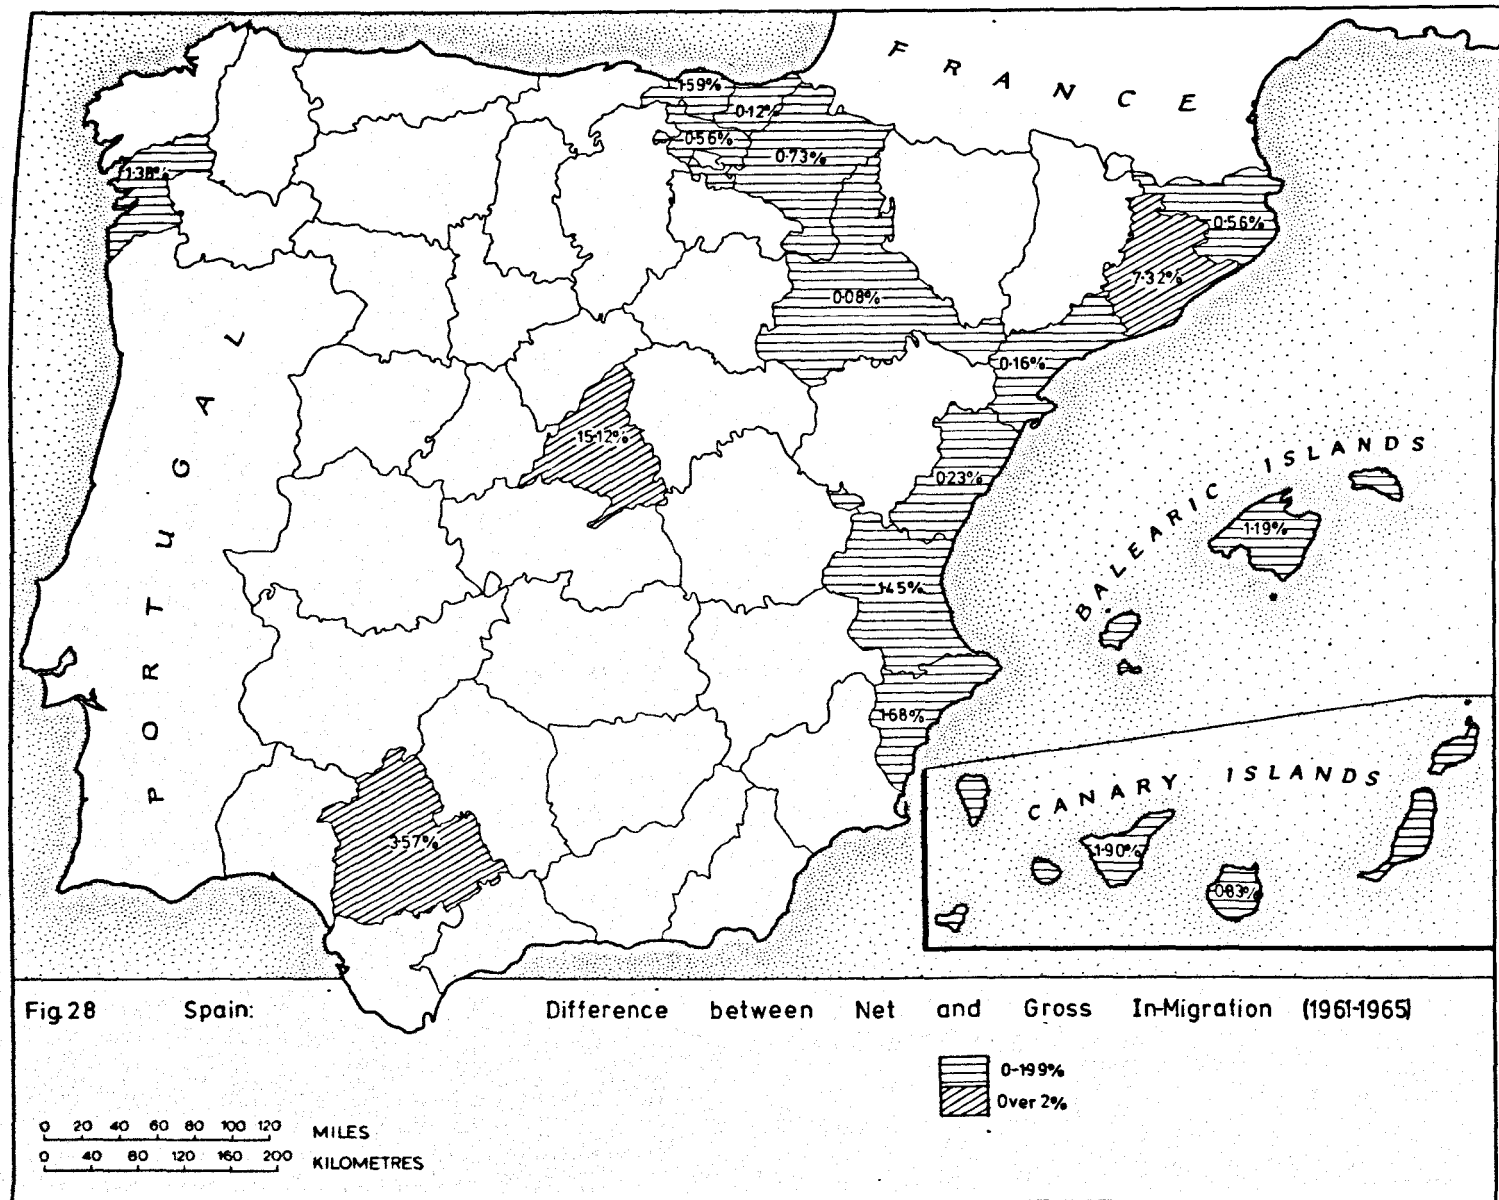 FRANCE
1·59%
0·12%
0·56%
0·73%
1·38%
0·56%
7·32%
0·08%
0·16%
15·12%
0·23%
BALEARIC ISLANDS
1·19%
1·45%
PORTUGAL
1·68%
CANARY ISLANDS
3·57%
1·90%
0·83%
Fig.28 Spain: Difference between Net and Gross In-Migration (1961-1965)
0-1·99%
Over 2%
0 20 40 60 80 100 120 MILES
0 40 80 120 160 200 KILOMETRES